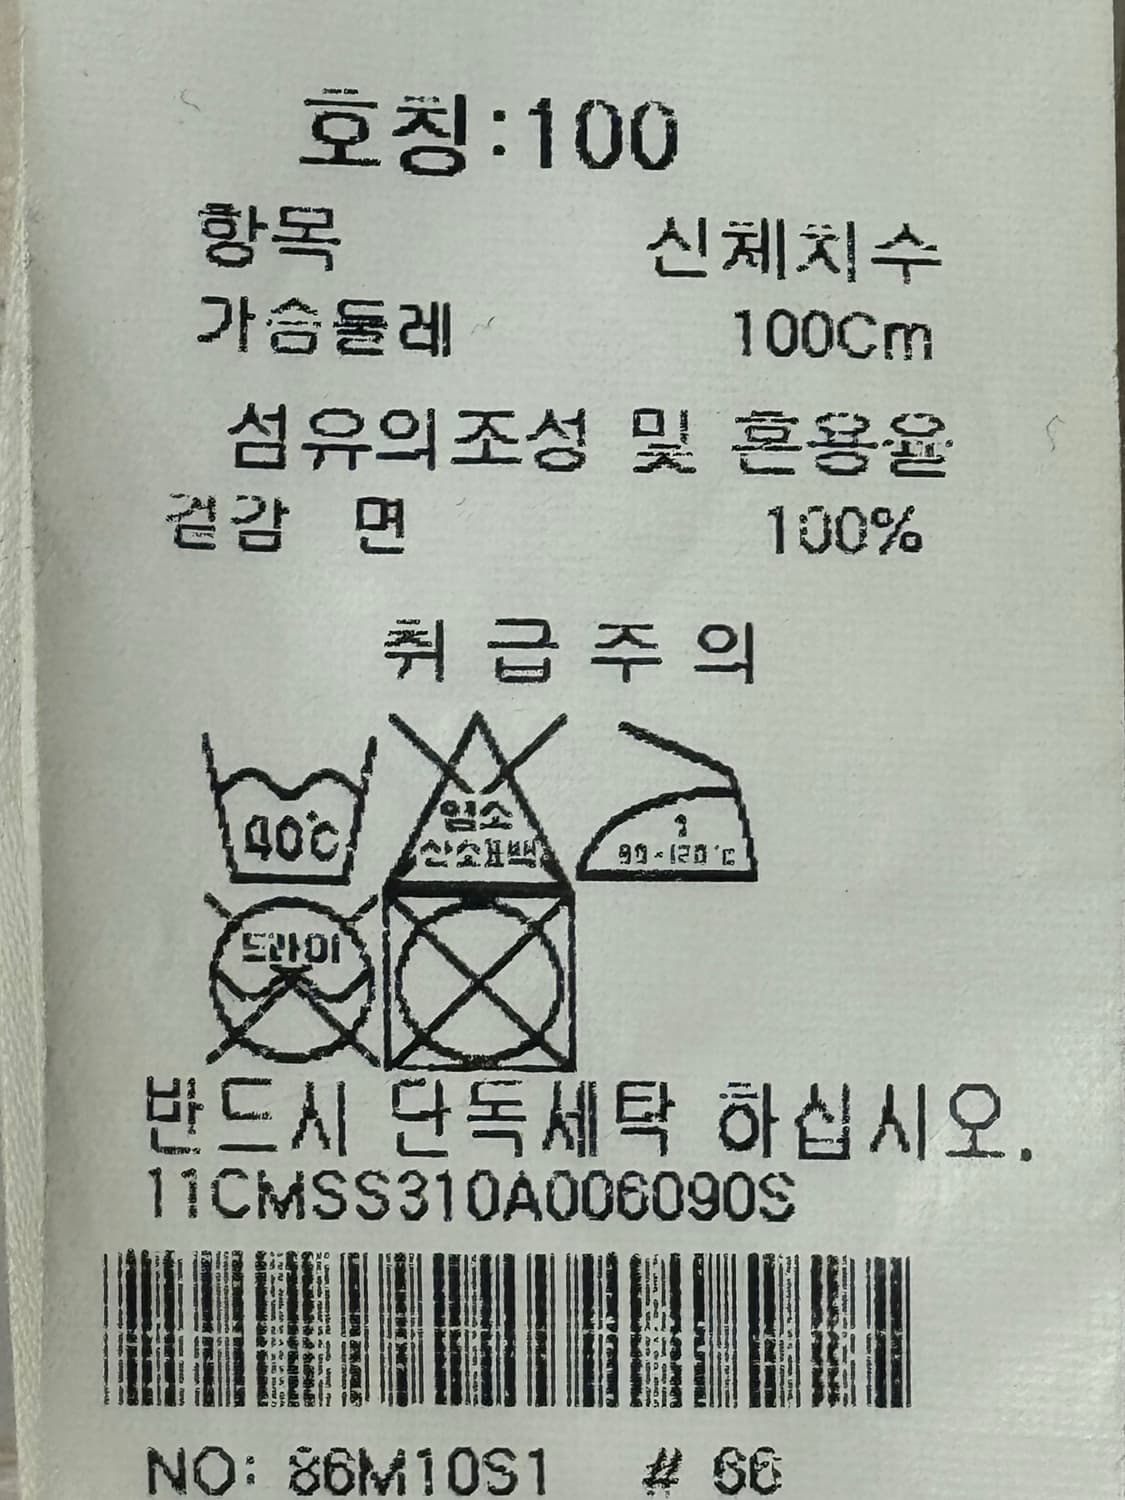 호칭:100
항목 신체치수
가슴둘레 100Cm
섬유의조성 및 혼용율
겉감 면 100%
취급주의
40℃
염소
산소표백
1
80-120℃
드라이
반드시 단독세탁 하십시오.
11CMSS310A006090S
NO: 86M10S1 # 66